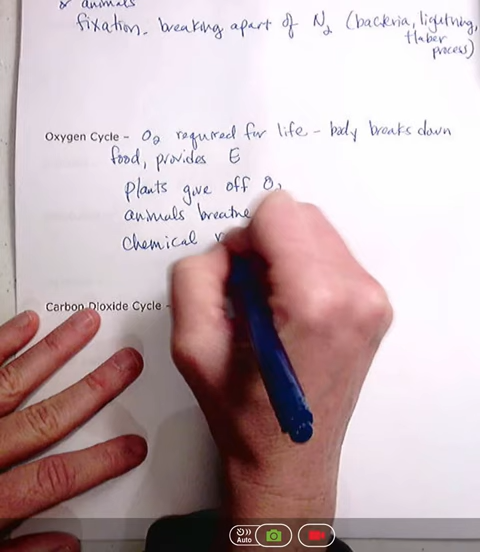 & animals
fixation - breaking apart of N₂ (bacteria, lightning,
Haber
process)
Oxygen Cycle - O₂ required for life - body breaks down
food, provides E
plants give off O₂
animals breathe
chemical
Carbon Dioxide Cycle -
Auto